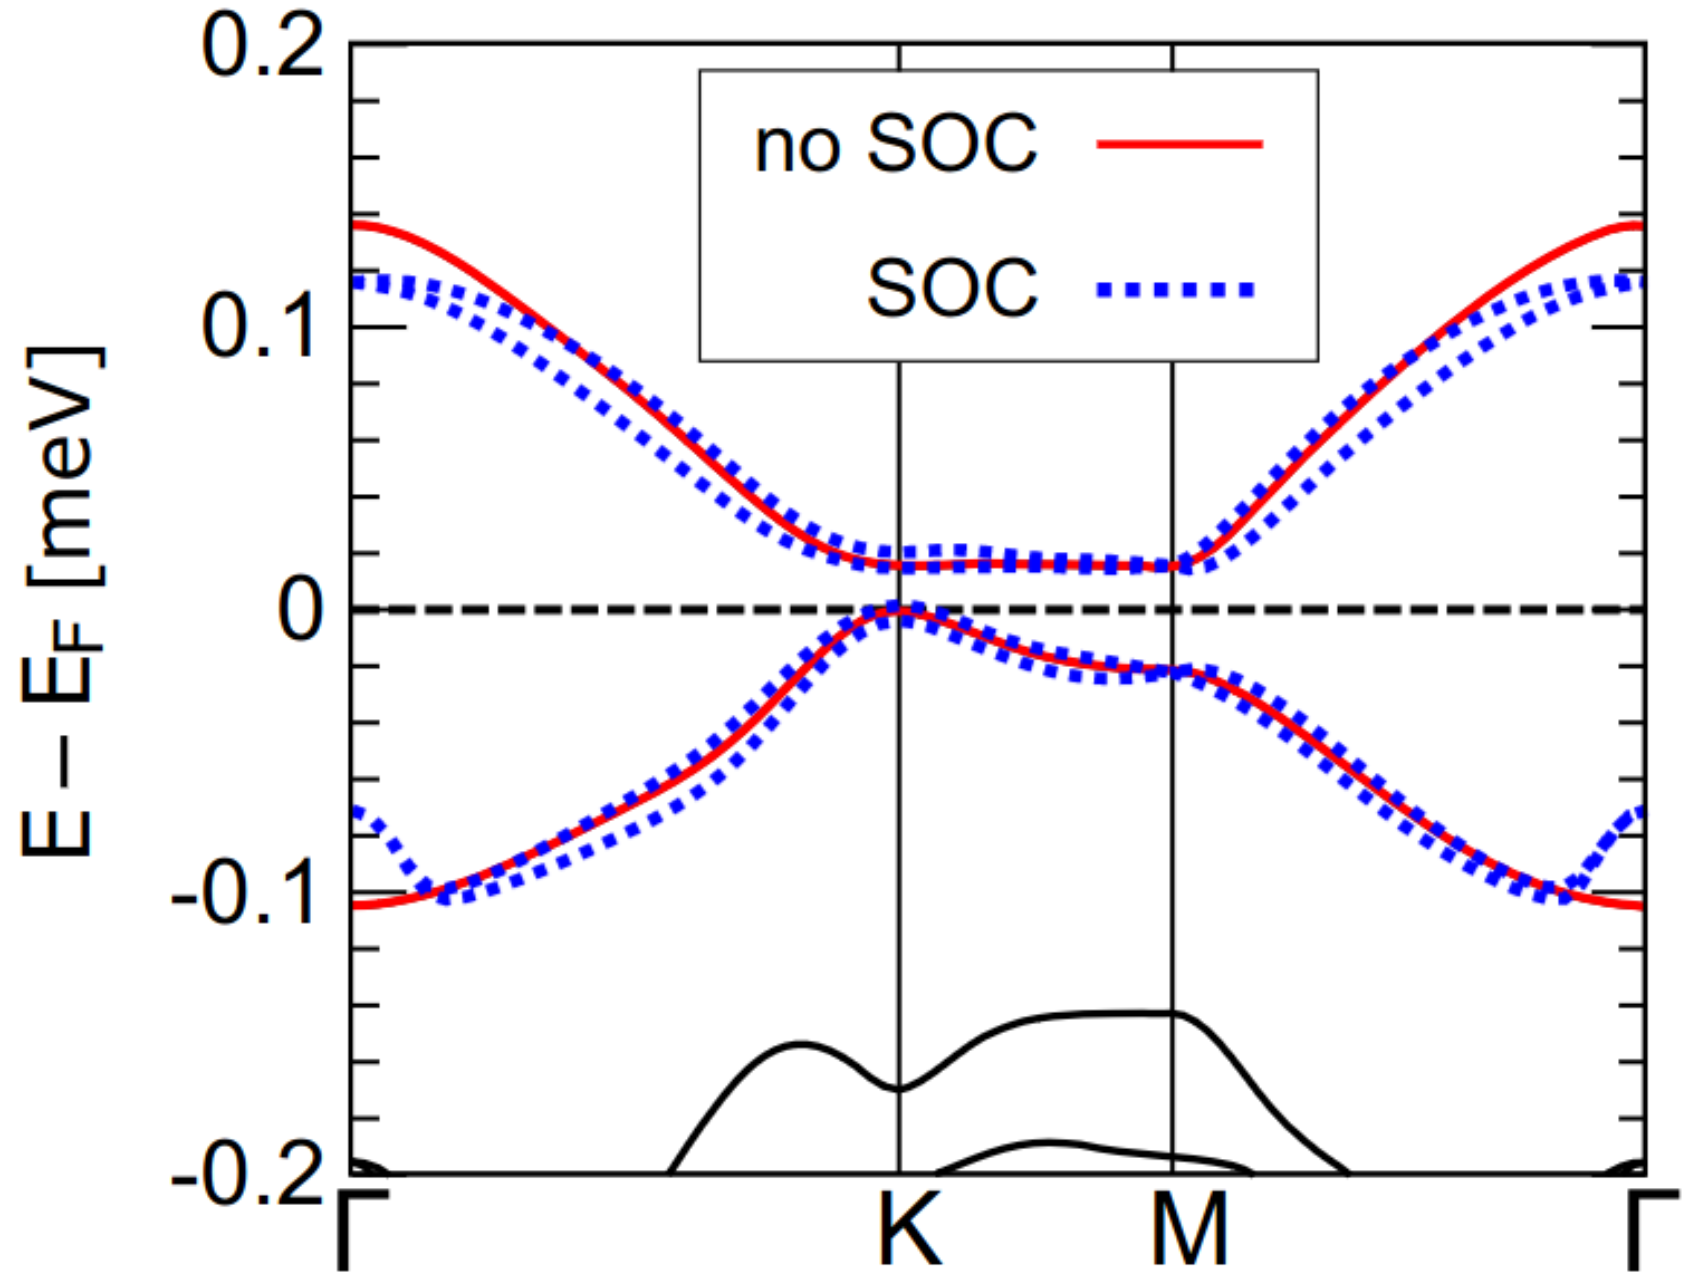 0.2
0.1
0
-0.1
-0.2
E – EF [meV]
no SOC
SOC
Γ K M Γ